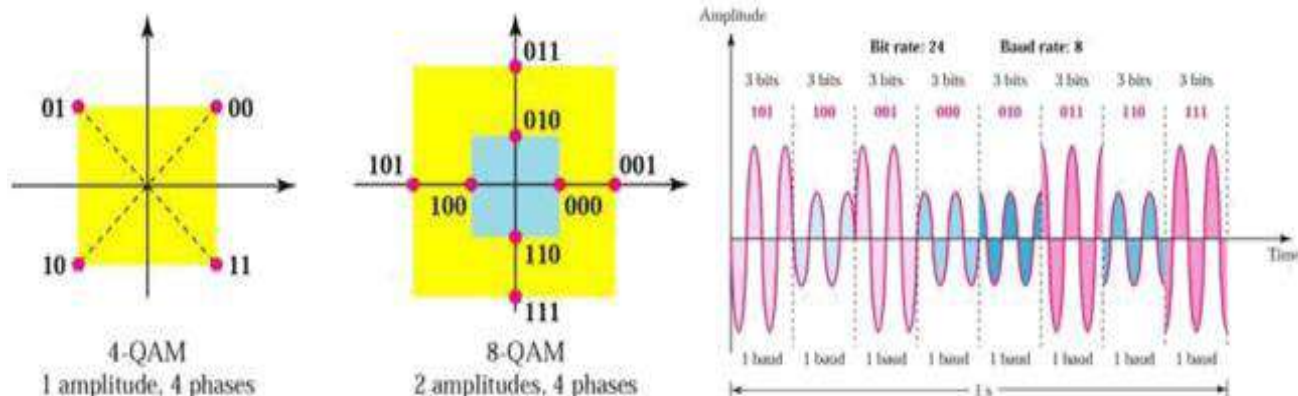 01
00
10
11
4-QAM
1 amplitude, 4 phases
011
010
101
001
100
000
110
111
8-QAM
2 amplitudes, 4 phases
Amplitude
Bit rate: 24 Baud rate: 8
3 bits 3 bits 3 bits 3 bits 3 bits 3 bits 3 bits 3 bits
101 100 001 000 010 011 110 111
Time
1 baud 1 baud 1 baud 1 baud 1 baud 1 baud 1 baud 1 baud
1 s